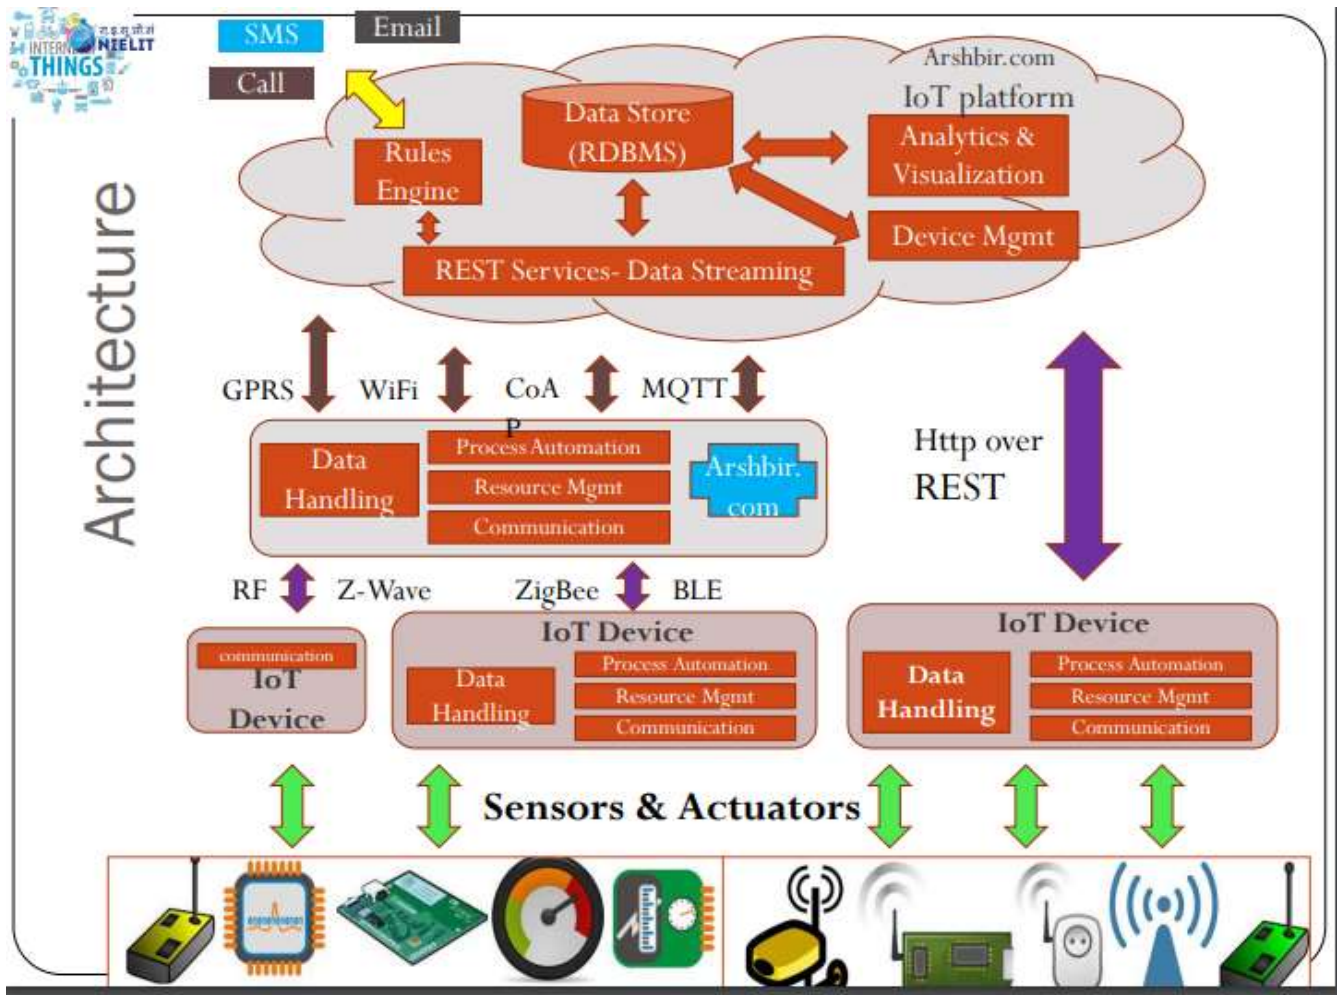 रा.इ.सू.प्रौ.सं
INTERN
NIELIT
THINGS
SMS
Email
Call
Arshbir.com
IoT platform
Data Store
(RDBMS)
Analytics &
Visualization
Rules
Engine
Device Mgmt
REST Services- Data Streaming
Architecture
GPRS
WiFi
CoA
P
MQTT
Http over
REST
Data
Handling
Process Automation
Resource Mgmt
Communication
Arshbir.
com
RF
Z-Wave
ZigBee
BLE
communication
IoT
Device
IoT Device
Data
Handling
Process Automation
Resource Mgmt
Communication
IoT Device
Data
Handling
Process Automation
Resource Mgmt
Communication
Sensors & Actuators